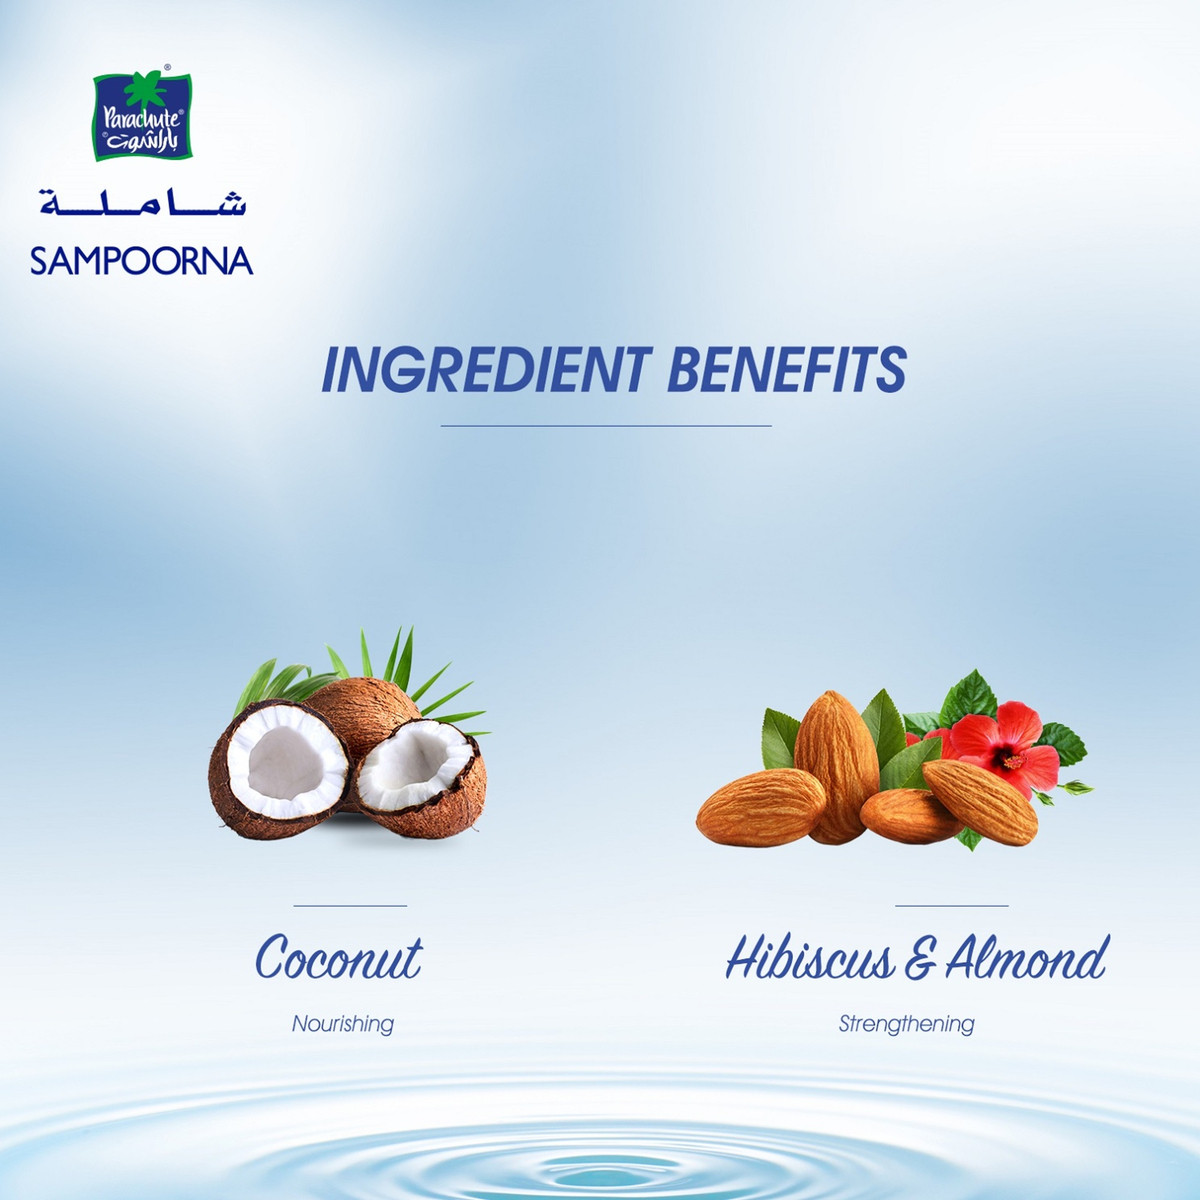 Parachute®
©باراشوت
®
شاملة
SAMPOORNA
INGREDIENT BENEFITS
Coconut
Nourishing
Hibiscus & Almond
Strengthening